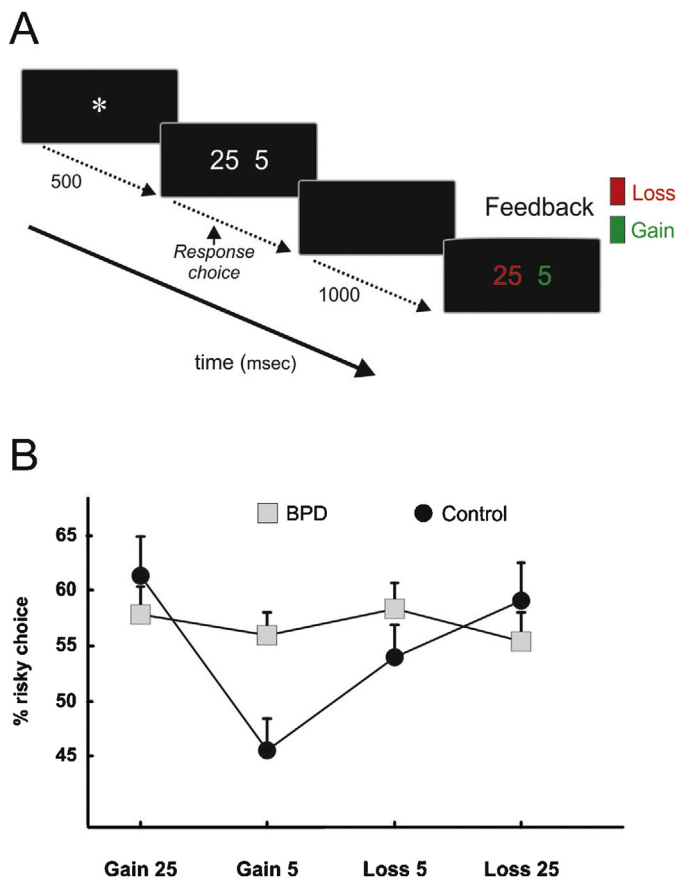 A
*
25 5
500
Response
choice
Feedback
Loss
Gain
1000
25 5
time (msec)
B
BPD
Control
65
60
55
50
45
% risky choice
Gain 25
Gain 5
Loss 5
Loss 25